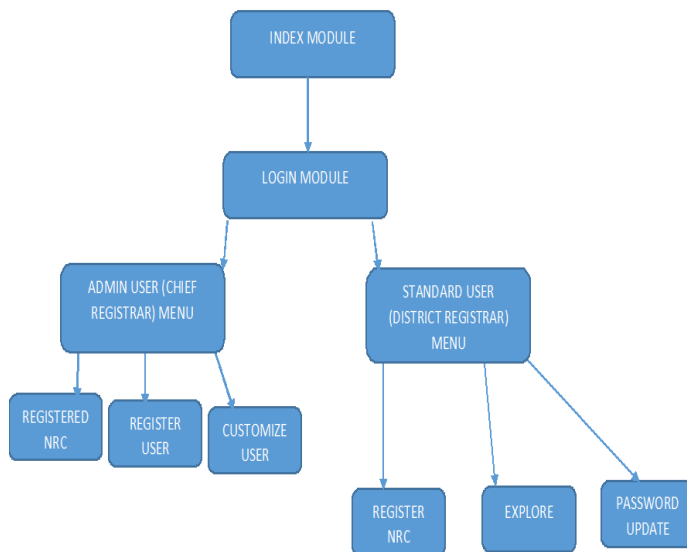 INDEX MODULE
LOGIN MODULE
ADMIN USER (CHIEF
REGISTRAR) MENU
STANDARD USER
(DISTRICT REGISTRAR)
MENU
REGISTERED
NRC
REGISTER
USER
CUSTOMIZE
USER
REGISTER
NRC
EXPLORE
PASSWORD
UPDATE